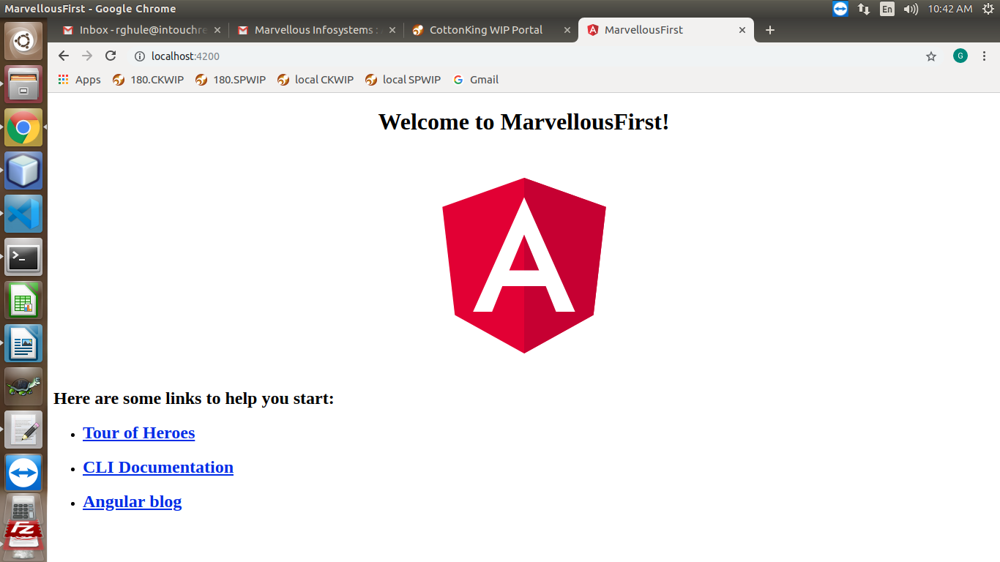 MarvellousFirst - Google Chrome
En
10:42 AM
Inbox - rghule@intouchre
Marvellous Infosystems :
CottonKing WIP Portal
MarvellousFirst
localhost:4200
G
Apps
180.CKWIP
180.SPWIP
local CKWIP
local SPWIP
Gmail
Welcome to MarvellousFirst!
A
Here are some links to help you start:
Tour of Heroes
CLI Documentation
Angular blog
Fz